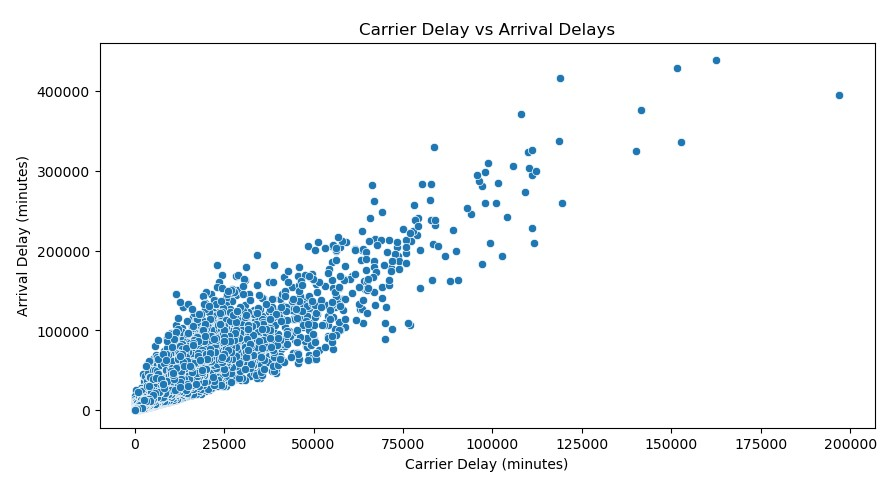 Carrier Delay vs Arrival Delays
Arrival Delay (minutes)
400000
300000
200000
100000
0
0 25000 50000 75000 100000 125000 150000 175000 200000
Carrier Delay (minutes)